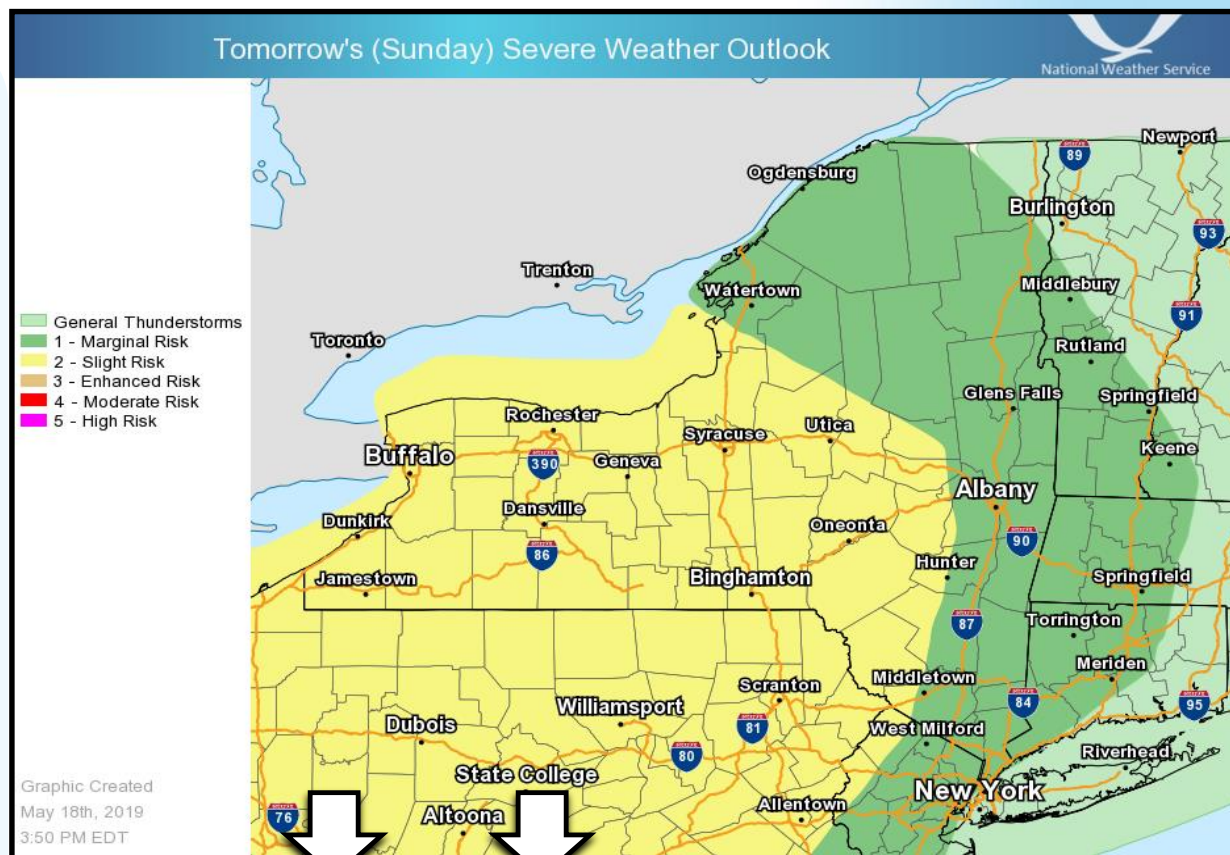 Tomorrow's (Sunday) Severe Weather Outlook
National Weather Service
General Thunderstorms
1 - Marginal Risk
2 - Slight Risk
3 - Enhanced Risk
4 - Moderate Risk
5 - High Risk
Newport
89
Ogdensburg
Burlington
93
Trenton
Watertown
Middlebury
91
Toronto
Rutland
Glens Falls
Springfield
Rochester
Syracuse
Utica
Keene
Buffalo
390
Geneva
Albany
Dansville
Dunkirk
Oneonta
90
86
Hunter
Jamestown
Binghamton
Springfield
87
Torrington
Meriden
Scranton
Middletown
84
95
Williamsport
Dubois
81
West Milford
80
Riverhead
State College
New York
Allentown
Altoona
76
Graphic Created
May 18th, 2019
3:50 PM EDT